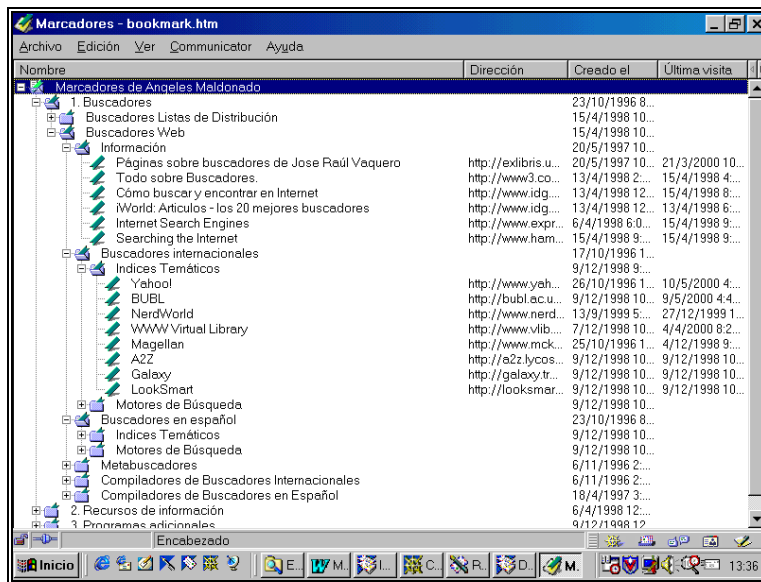 Marcadores - bookmark.htm
Archivo Edición Ver Communicator Ayuda
Nombre Dirección Creado el Última visita
Marcadores de Angeles Maldonado
1. Buscadores 23/10/1996 8...
Buscadores Listas de Distribución 15/4/1998 10...
Buscadores Web 15/4/1998 10...
Información 20/5/1997 10...
Páginas sobre buscadores de Jose Raúl Vaquero http://exlibris.u... 20/5/1997 10... 21/3/2000 10...
Todo sobre Buscadores. http://www3.co... 13/4/1998 2:... 15/4/1998 4:...
Cómo buscar y encontrar en Internet http://www.idg.... 13/4/1998 12... 15/4/1998 8:...
iWorld: Articulos - los 20 mejores buscadores http://www.idg.... 13/4/1998 12... 13/4/1998 6:...
Internet Search Engines http://www.expr... 6/4/1998 6:0... 15/4/1998 9:...
Searching the Internet http://www.ham... 15/4/1998 9:... 15/4/1998 9:...
Buscadores internacionales 17/10/1996 1...
Indices Temáticos 9/12/1998 9:...
Yahoo! http://www.yah... 26/10/1996 1... 10/5/2000 4:...
BUBL http://bubl.ac.u... 9/12/1998 10... 9/5/2000 4:4...
NerdWorld http://www.nerd... 13/9/1999 5:... 27/12/1999 1...
WWW Virtual Library http://www.vlib.... 7/12/1998 10... 4/4/2000 8:2...
Magellan http://www.mck... 25/10/1996 1... 4/12/1998 9:...
A2Z http://a2z.lycos... 9/12/1998 10... 9/12/1998 10...
Galaxy http://galaxy.tr... 9/12/1998 10... 9/12/1998 10...
LookSmart http://looksmar... 9/12/1998 10... 9/12/1998 10...
Motores de Búsqueda 9/12/1998 10...
Buscadores en español 23/10/1996 8...
Indices Temáticos 9/12/1998 10...
Motores de Búsqueda 9/12/1998 10...
Metabuscadores 6/11/1996 2:...
Compiladores de Buscadores Internacionales 6/11/1996 2:...
Compiladores de Buscadores en Español 18/4/1997 3:...
2. Recursos de información 6/4/1998 12:...
3. Programas adicionales 9/12/1998 12...
Encabezado
Inicio E... M... I... C... R... D... M. 13:36